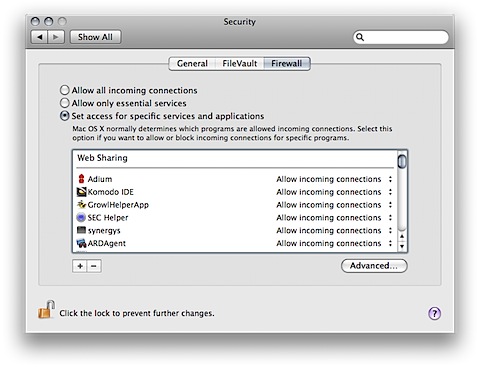 Security
Show All
General FileVault Firewall
Allow all incoming connections
Allow only essential services
Set access for specific services and applications
Mac OS X normally determines which programs are allowed incoming connections. Select this
option if you want to allow or block incoming connections for specific programs.
Web Sharing
Adium Allow incoming connections
Komodo IDE Allow incoming connections
GrowlHelperApp Allow incoming connections
SEC Helper Allow incoming connections
synergys Allow incoming connections
ARDAgent Allow incoming connections
+ − Advanced...
Click the lock to prevent further changes. ?